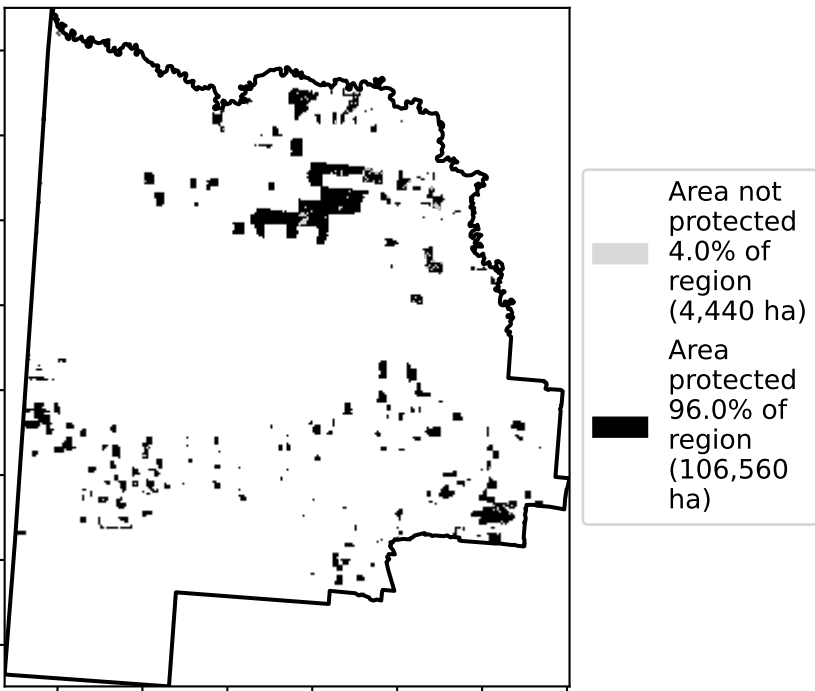 Area not
protected
4.0% of
region
(4,440 ha)
Area
protected
96.0% of
region
(106,560
ha)